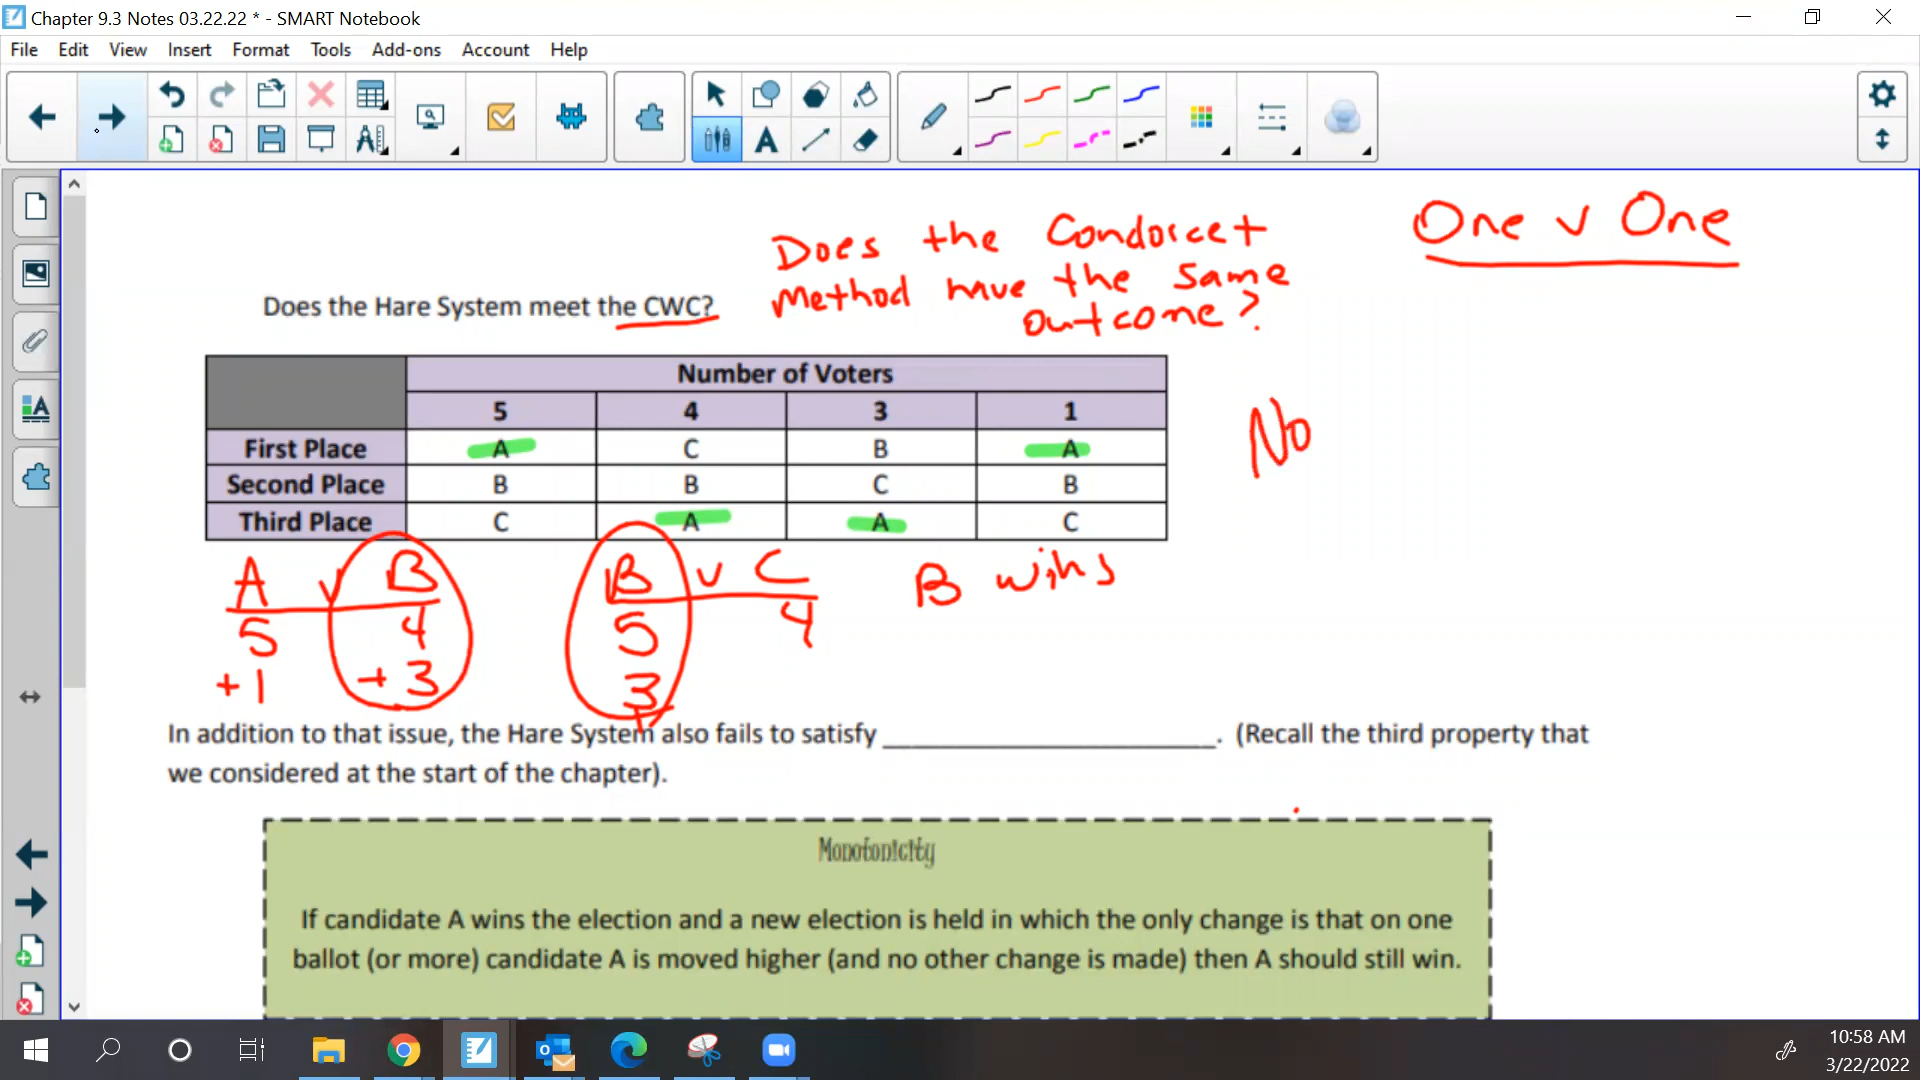 Chapter 9.3 Notes 03.22.22 * - SMART Notebook
File Edit View Insert Format Tools Add-ons Account Help
One v One
Does the Condorcet
Method have the same
outcome?
Does the Hare System meet the CWC?
Number of Voters
5 4 3 1
First Place A C B A
Second Place B B C B
Third Place C A A C
No
A v B B v C B wins
5 4 5 4
+1 +3 3
In addition to that issue, the Hare System also fails to satisfy ______________________. (Recall the third property that
we considered at the start of the chapter).
Monotonicity
If candidate A wins the election and a new election is held in which the only change is that on one
ballot (or more) candidate A is moved higher (and no other change is made) then A should still win.
10:58 AM
3/22/2022